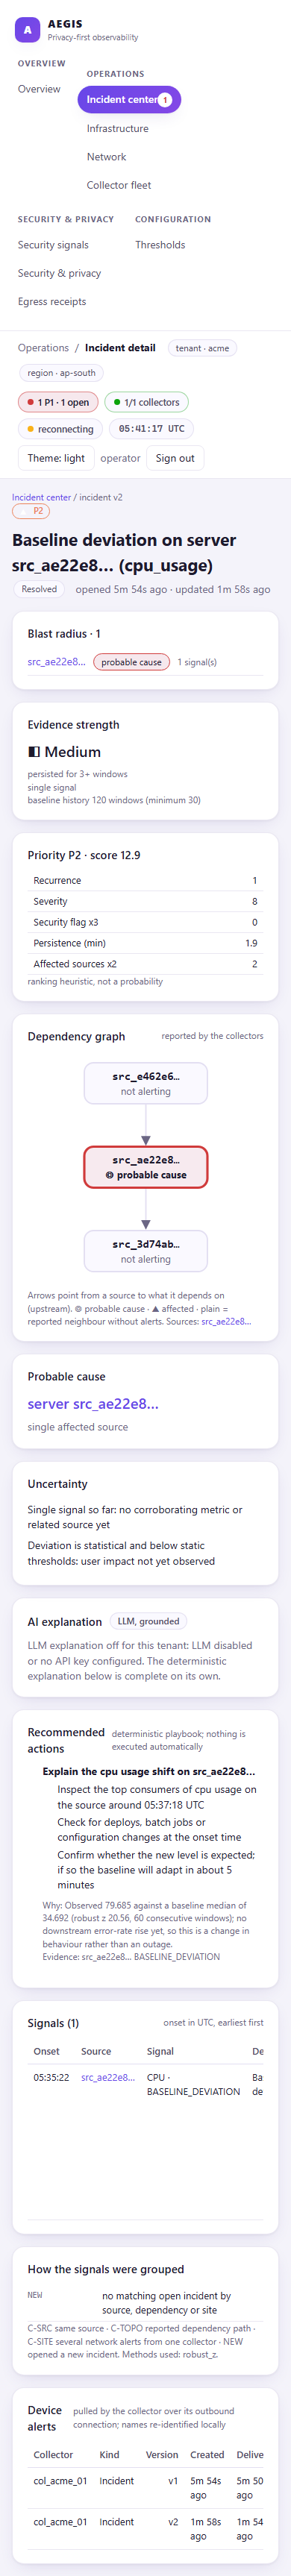 A
AEGIS
Privacy-first observability
OVERVIEW
Overview
OPERATIONS
Incident center 1
Infrastructure
Network
Collector fleet
SECURITY & PRIVACY
Security signals
Security & privacy
Egress receipts
CONFIGURATION
Thresholds
Operations / Incident detail
tenant · acme
region · ap-south
1 P1 · 1 open
1/1 collectors
reconnecting
05:41:17 UTC
Theme: light
operator
Sign out
Incident center / incident v2
P2
Baseline deviation on server
src_ae22e8… (cpu_usage)
Resolved
opened 5m 54s ago · updated 1m 58s ago
Blast radius · 1
src_ae22e8… probable cause 1 signal(s)
Evidence strength
Medium
persisted for 3+ windows
single signal
baseline history 120 windows (minimum 30)
Priority P2 · score 12.9
Recurrence 1
Severity 8
Security flag x3 0
Persistence (min) 1.9
Affected sources x2 2
ranking heuristic, not a probability
Dependency graph
reported by the collectors
src_e462e6…
not alerting
src_ae22e8…
◎ probable cause
src_3d74ab…
not alerting
Arrows point from a source to what it depends on
(upstream). ◎ probable cause · ▲ affected · plain =
reported neighbour without alerts. Sources: src_ae22e8…
Probable cause
server src_ae22e8…
single affected source
Uncertainty
Single signal so far: no corroborating metric or
related source yet
Deviation is statistical and below static
thresholds: user impact not yet observed
AI explanation
LLM, grounded
LLM explanation off for this tenant: LLM disabled
or no API key configured. The deterministic
explanation below is complete on its own.
Recommended
actions
deterministic playbook; nothing is
executed automatically
Explain the cpu usage shift on src_ae22e8…
Inspect the top consumers of cpu usage on
the source around 05:37:18 UTC
Check for deploys, batch jobs or
configuration changes at the onset time
Confirm whether the new level is expected;
if so the baseline will adapt in about 5
minutes
Why: Observed 79.685 against a baseline median of
34.692 (robust z 20.56, 60 consecutive windows); no
downstream error-rate rise yet, so this is a change in
behaviour rather than an outage.
Evidence: src_ae22e8… BASELINE_DEVIATION
Signals (1)
onset in UTC, earliest first
Onset Source Signal De
05:35:22 src_ae22e8… CPU · Ba
BASELINE_DEVIATION de
How the signals were grouped
NEW
no matching open incident by
source, dependency or site
C-SRC same source · C-TOPO reported dependency path ·
C-SITE several network alerts from one collector · NEW
opened a new incident. Methods used: robust_z.
Device
alerts
pulled by the collector over its outbound
connection; names re-identified locally
Collector Kind Version Created Delive
col_acme_01 Incident v1 5m 54s 5m 50
ago ago
col_acme_01 Incident v2 1m 58s 1m 54
ago ago